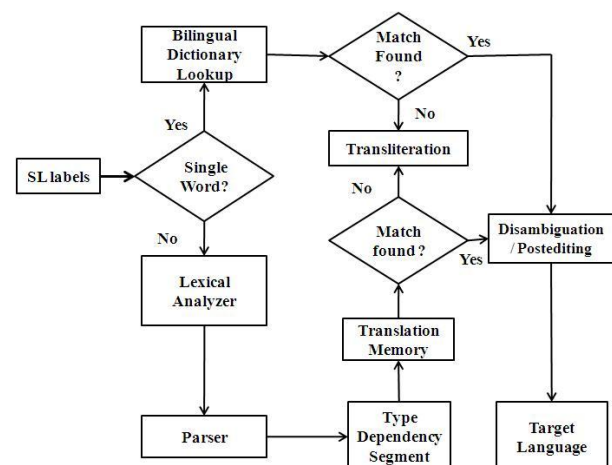 Bilingual
Dictionary
Lookup
Match
Found
?
Yes
No
Yes
Transliteration
SL labels
Single
Word?
No
No
Match
found ?
Yes
Disambiguation
/ Postediting
Lexical
Analyzer
Translation
Memory
Parser
Type
Dependency
Segment
Target
Language